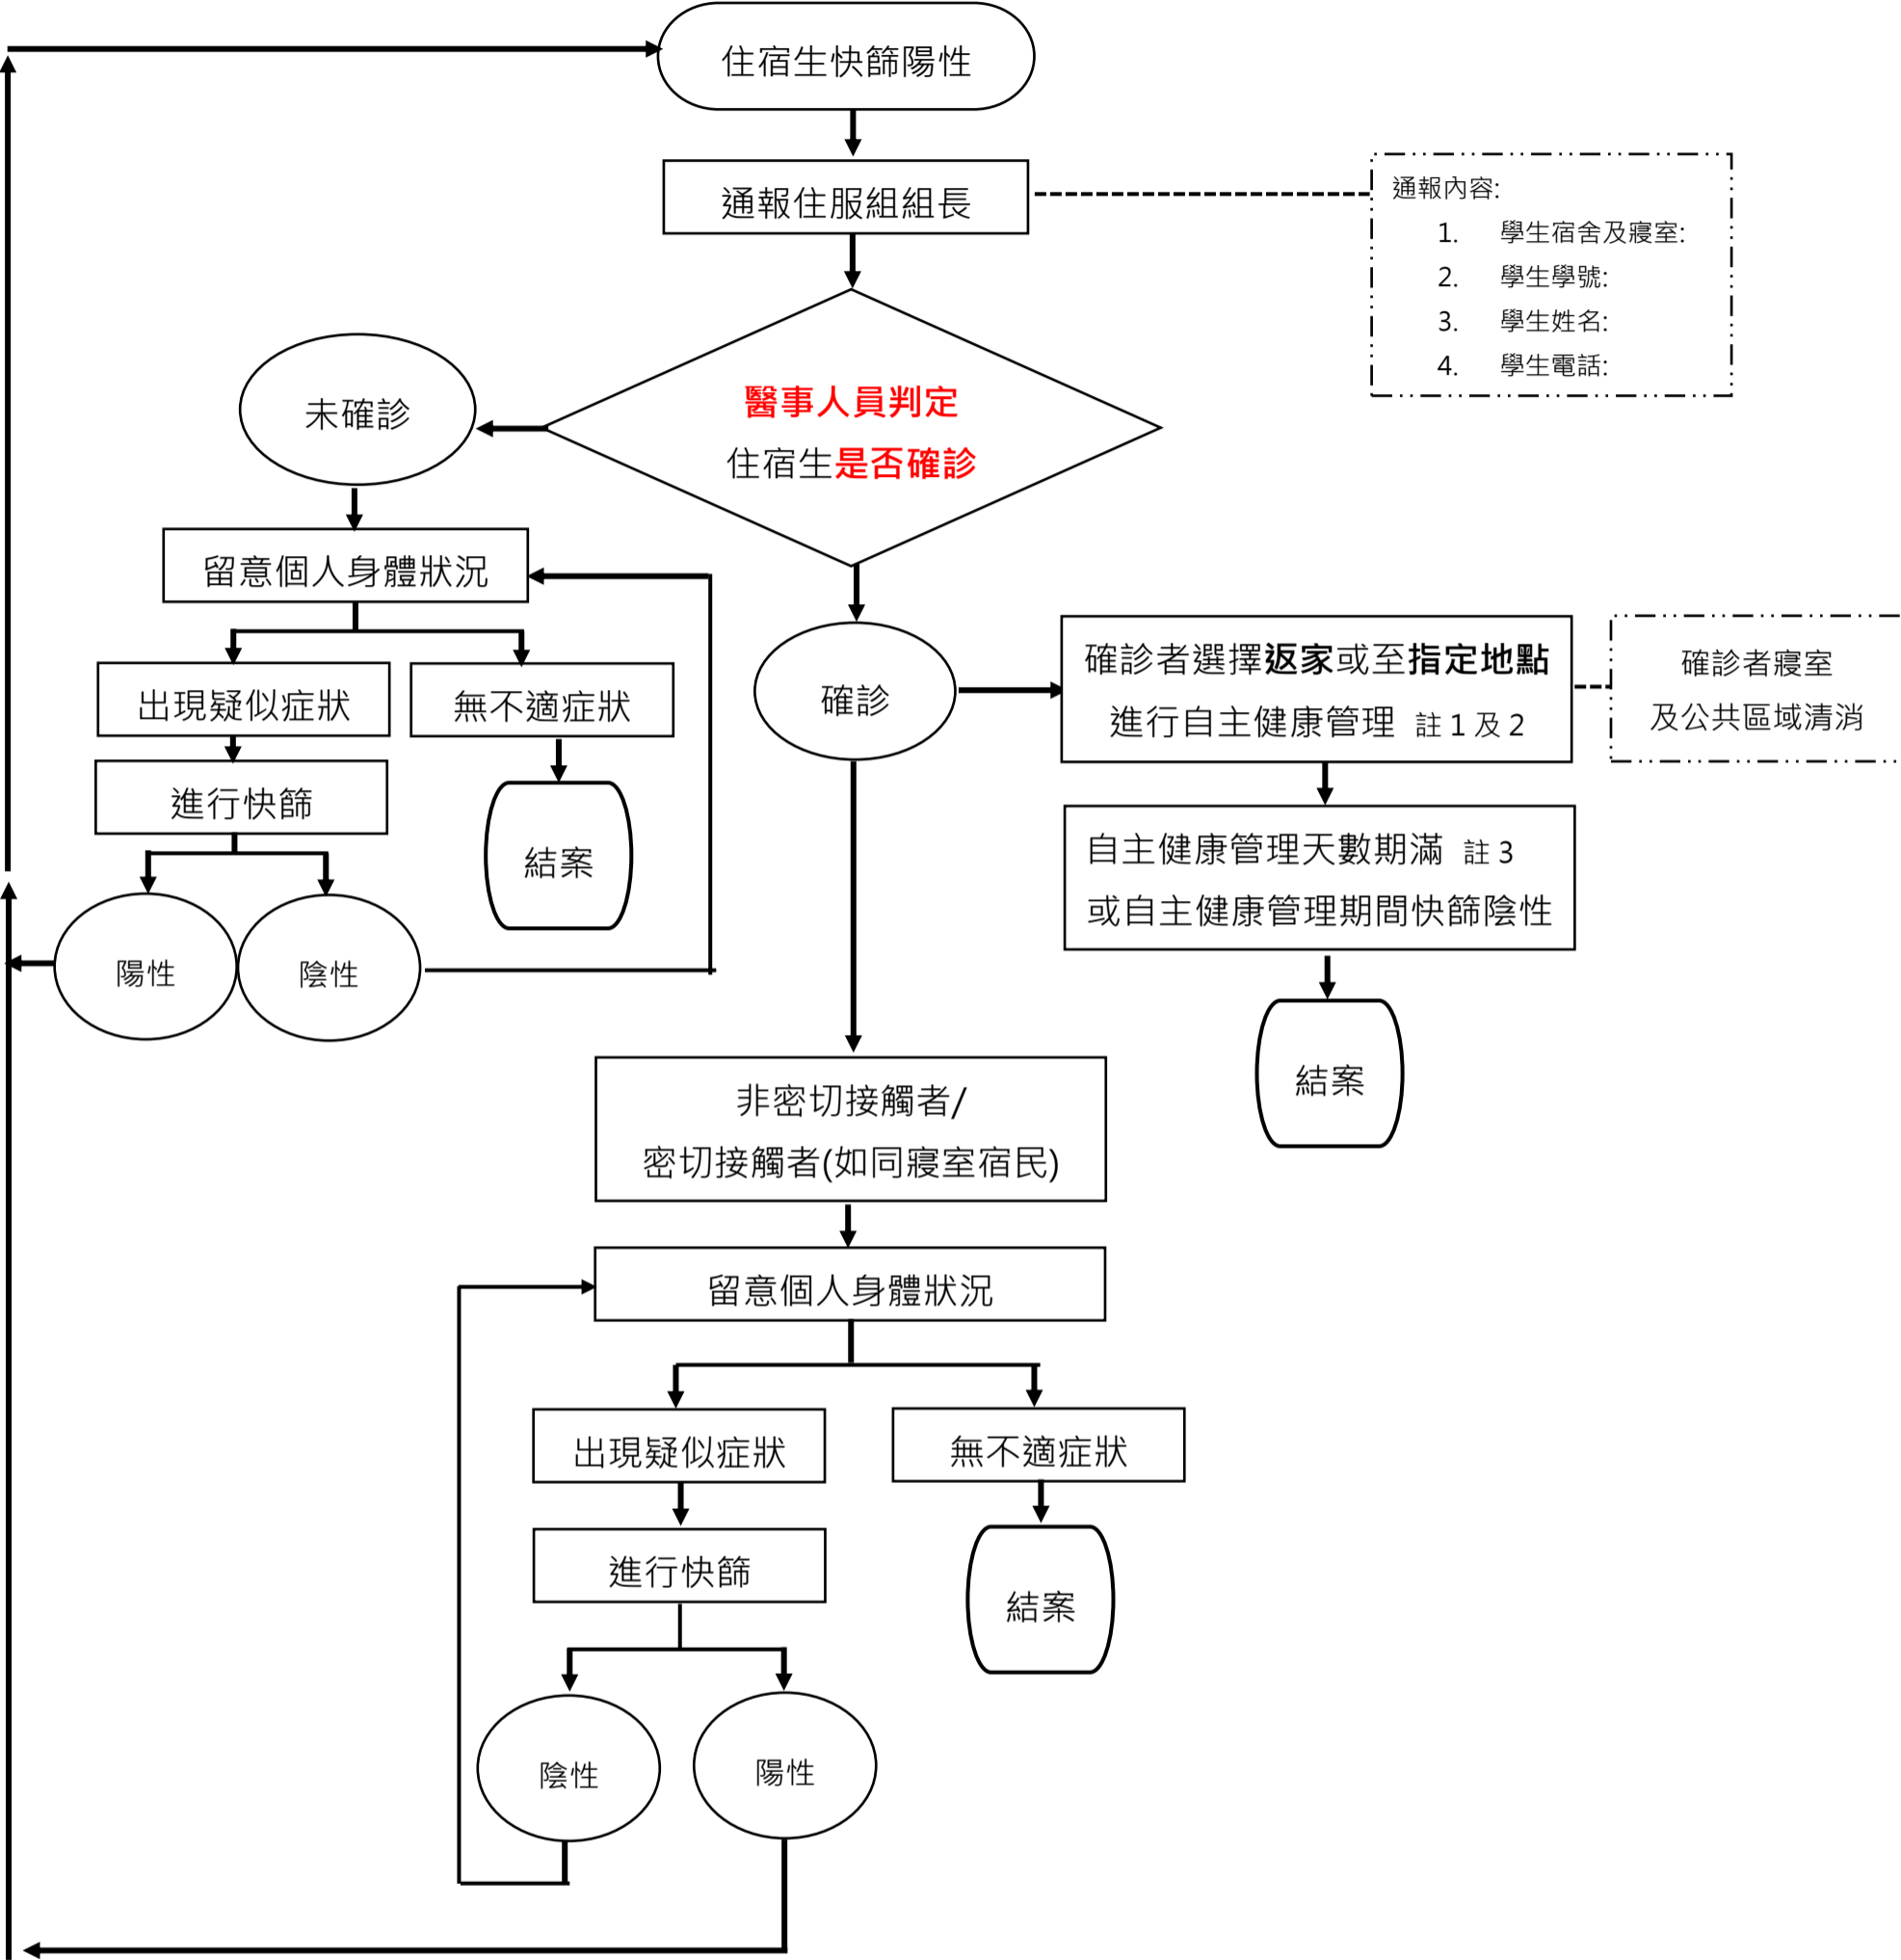 住宿生快篩陽性
通報住服組組長
通報內容:
1. 學生宿舍及寢室:
2. 學生學號:
3. 學生姓名:
4. 學生電話:
醫事人員判定
住宿生是否確診
未確診
留意個人身體狀況
出現疑似症狀
無不適症狀
進行快篩
結案
陽性
陰性
確診
確診者選擇返家或至指定地點
進行自主健康管理 註 1 及 2
確診者寢室
及公共區域清消
自主健康管理天數期滿 註 3
或自主健康管理期間快篩陰性
結案
非密切接觸者/
密切接觸者(如同寢室宿民)
留意個人身體狀況
出現疑似症狀
無不適症狀
進行快篩
結案
陰性
陽性